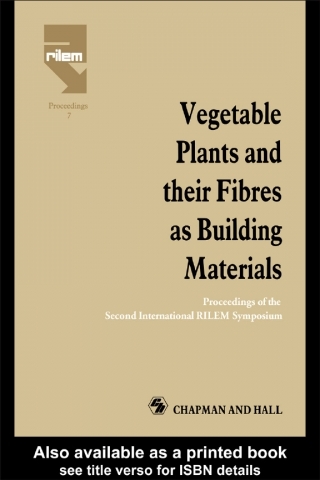 rilem
Proceedings
7
Vegetable
Plants and
their Fibres
as Building
Materials
Proceedings of the
Second International RILEM Symposium
CHAPMAN AND HALL
Also available as a printed book
see title verso for ISBN details